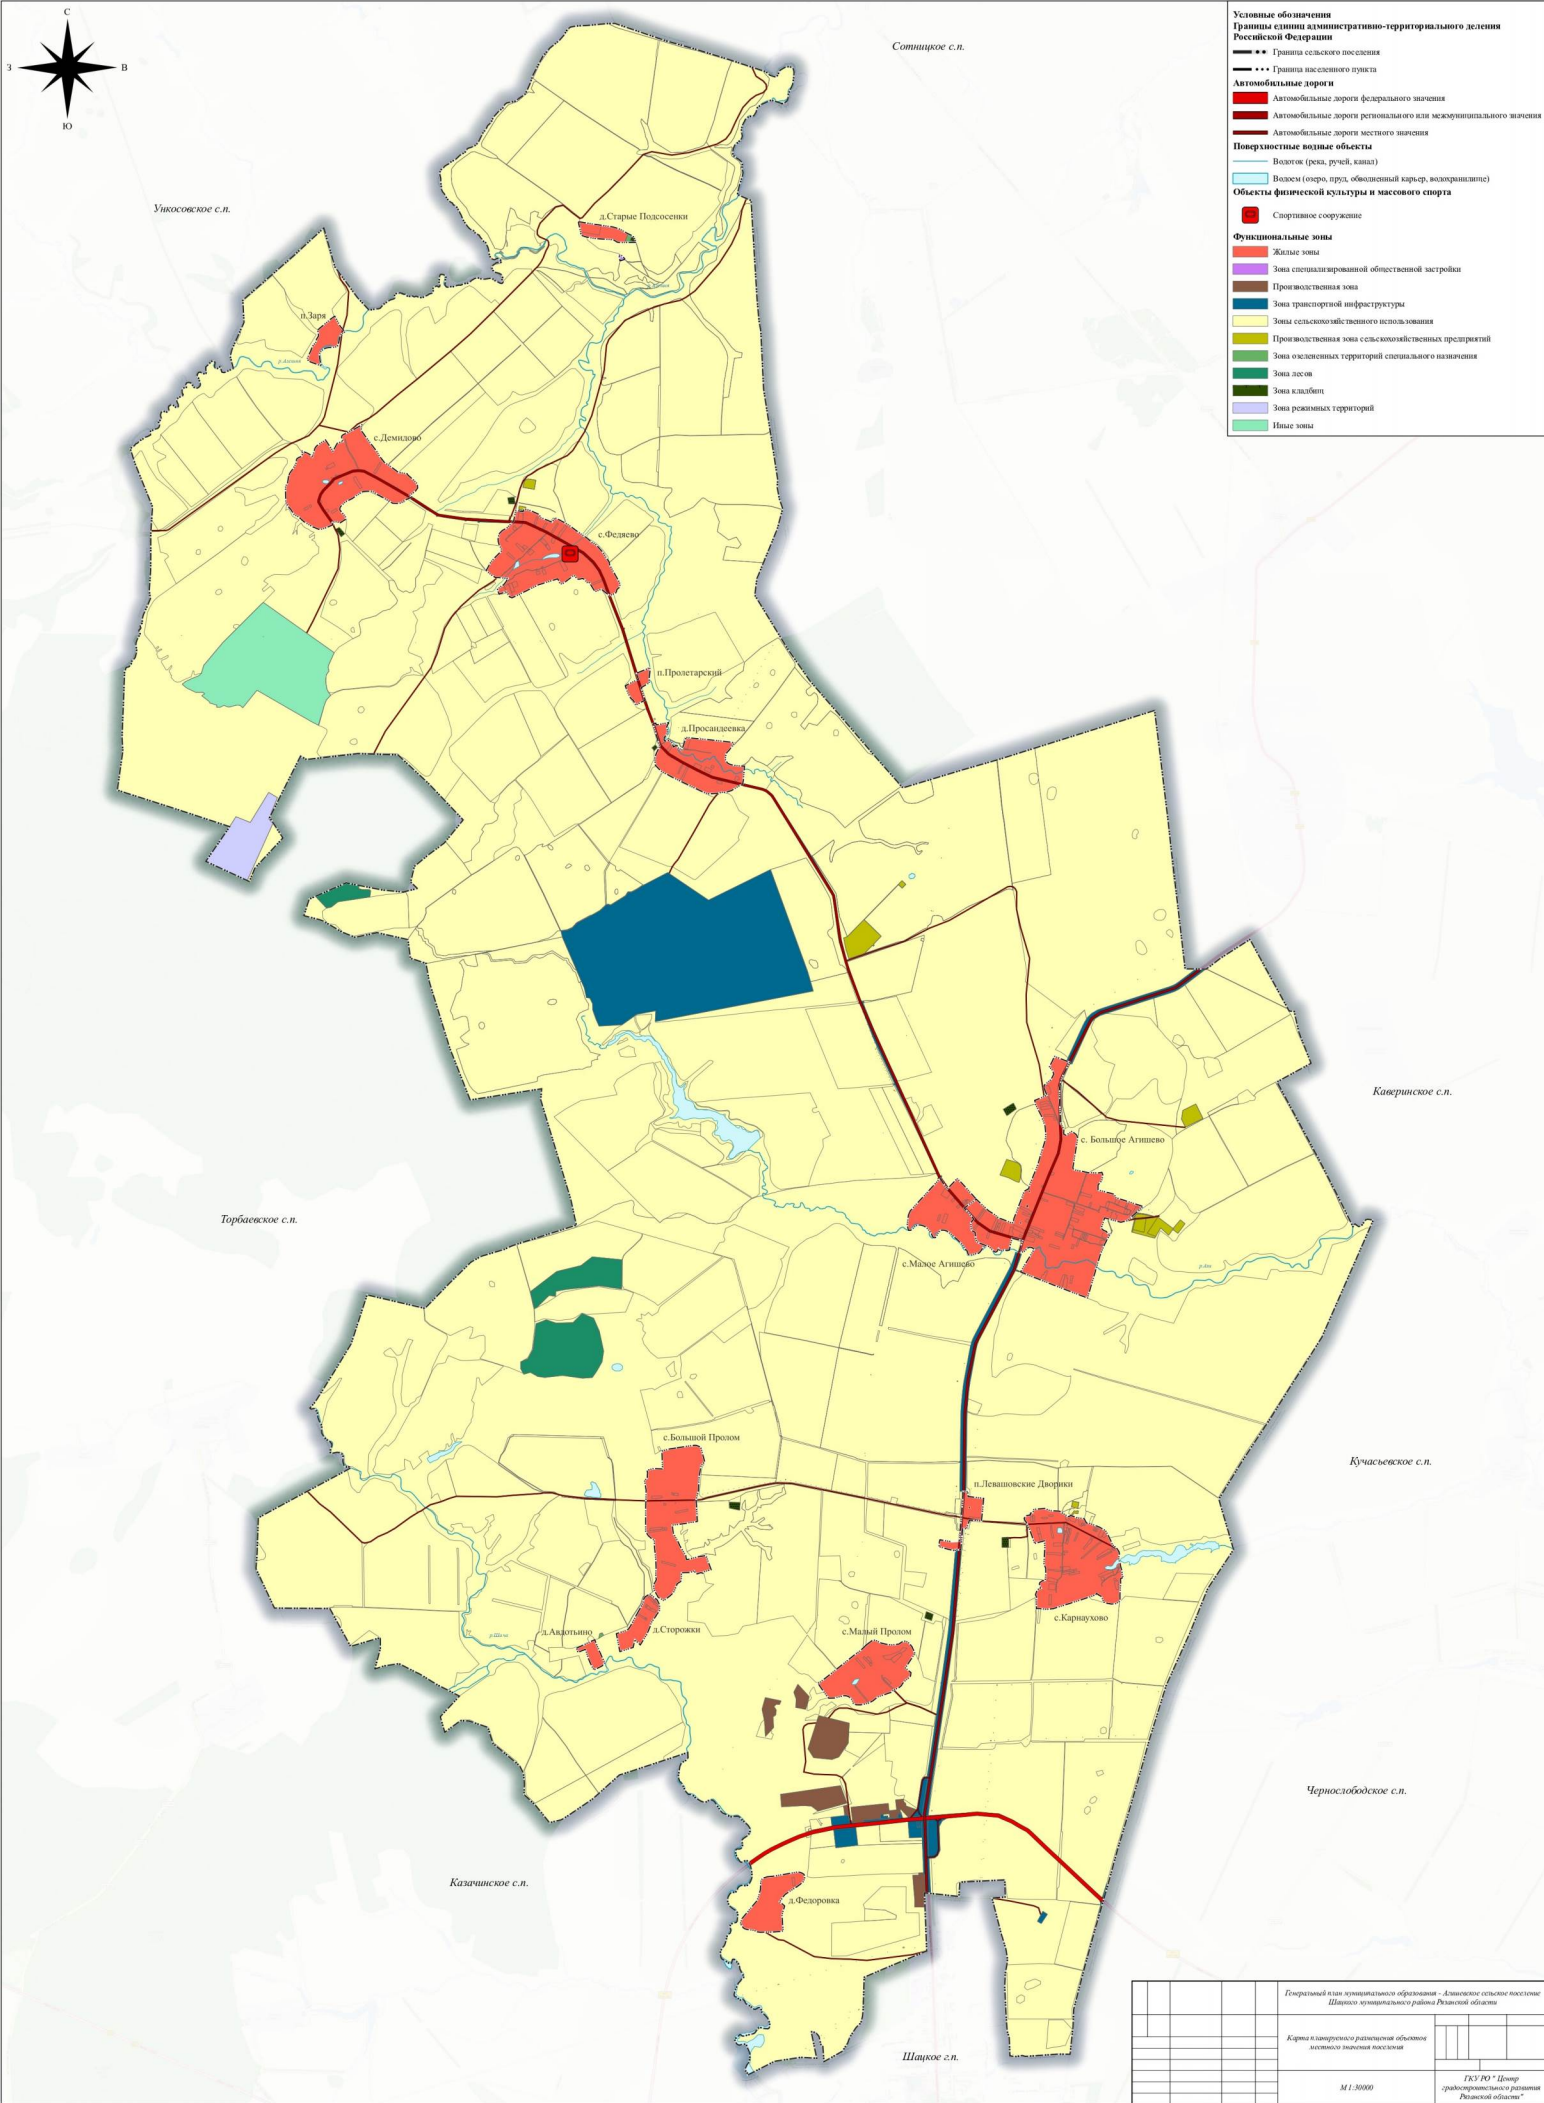 С
З
В
Ю
Сотницкое с.п.
Ункосовское с.п.
Условные обозначения
Границы единиц административно-территориального деления
Российской Федерации
Граница сельского поселения
Граница населенного пункта
Автомобильные дороги
Автомобильные дороги федерального значения
Автомобильные дороги регионального или межмуниципального значения
Автомобильные дороги местного значения
Поверхностные водные объекты
Водоток (река, ручей, канал)
Водоем (озеро, пруд, обводненный карьер, водохранилище)
Объекты физической культуры и массового спорта
Спортивное сооружение
Функциональные зоны
Жилые зоны
Зона специализированной общественной застройки
Производственная зона
Зона транспортной инфраструктуры
Зоны сельскохозяйственного использования
Производственная зона сельскохозяйственных предприятий
Зона озелененных территорий специального назначения
Зона лесов
Зона кладбищ
Зона режимных территорий
Иные зоны
д.Старые Подсосенки
п.Заря
с.Демидово
с.Федяево
п.Пролетарский
д.Просандеевка
Каверинское с.п.
с. Большое Агишево
Торбаевское с.п.
с.Малое Агишево
с.Большой Пролом
Кучасьевское с.п.
п.Левашовские Дворики
с.Карнаухово
р.Шача
д.Авдотьино
д.Сторожки
с.Малый Пролом
Чернослободское с.п.
Казачинское с.п.
д.Федоровка
Шацкое г.п.
Генеральный план муниципального образования - Агишевское сельское поселение
Шацкого муниципального района Рязанской области
Карта планируемого размещения объектов
местного значения поселения
М 1:30000
ГКУ РО " Центр
градостроительного развития
Рязанской области"